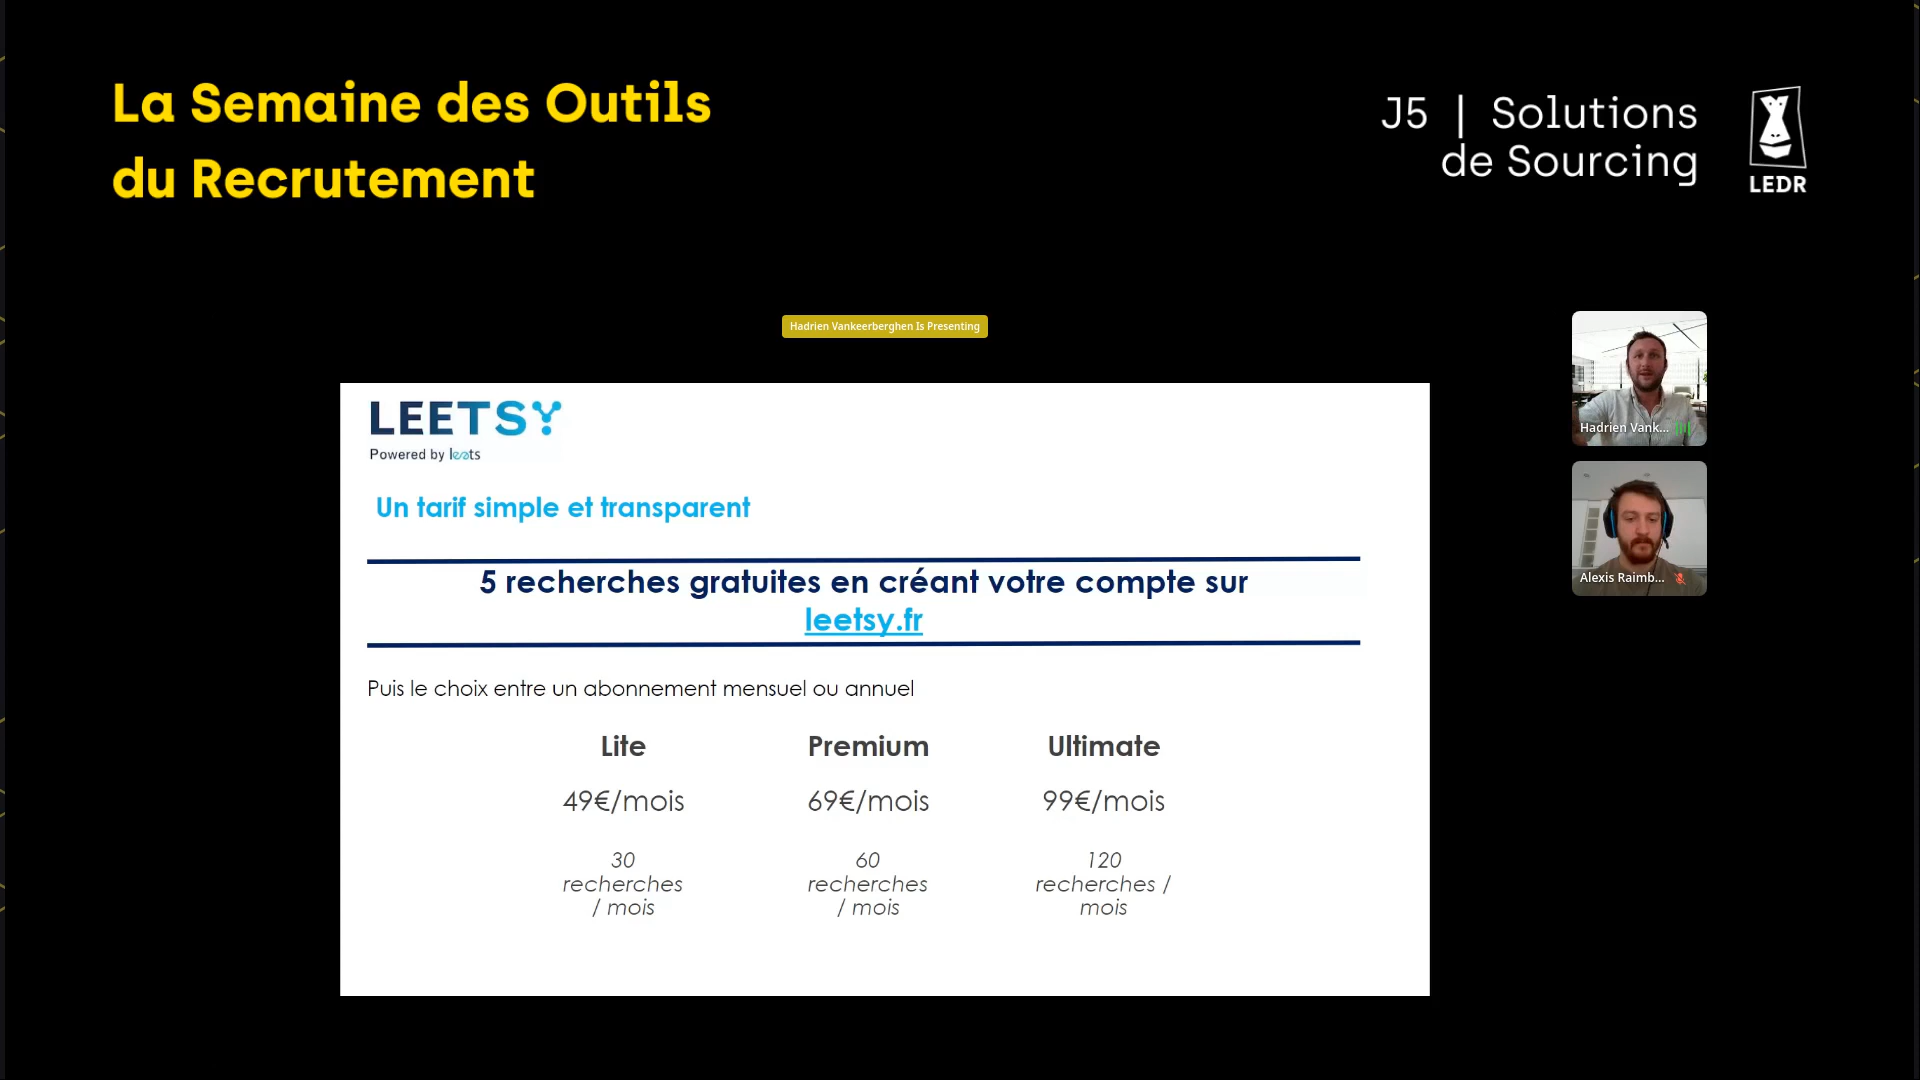 La Semaine des Outils
du Recrutement
J5 | Solutions
de Sourcing
LEDR
Hadrien Vankeerberghen Is Presenting
Hadrien Vank...
Alexis Raimb...
LEETSY
Powered by leets
Un tarif simple et transparent
5 recherches gratuites en créant votre compte sur
leetsy.fr
Puis le choix entre un abonnement mensuel ou annuel
Lite
49€/mois
30
recherches
/ mois
Premium
69€/mois
60
recherches
/ mois
Ultimate
99€/mois
120
recherches /
mois